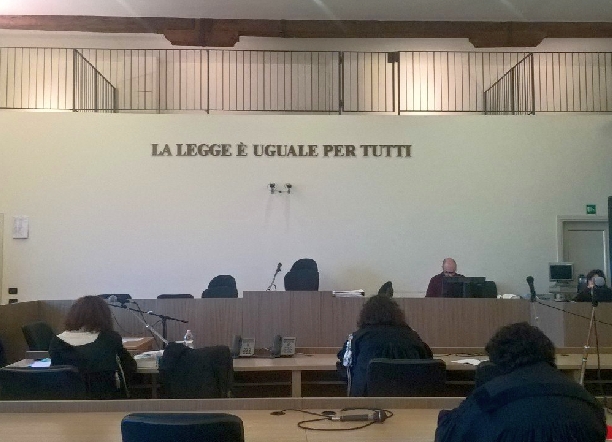 LA LEGGE È UGUALE PER TUTTI